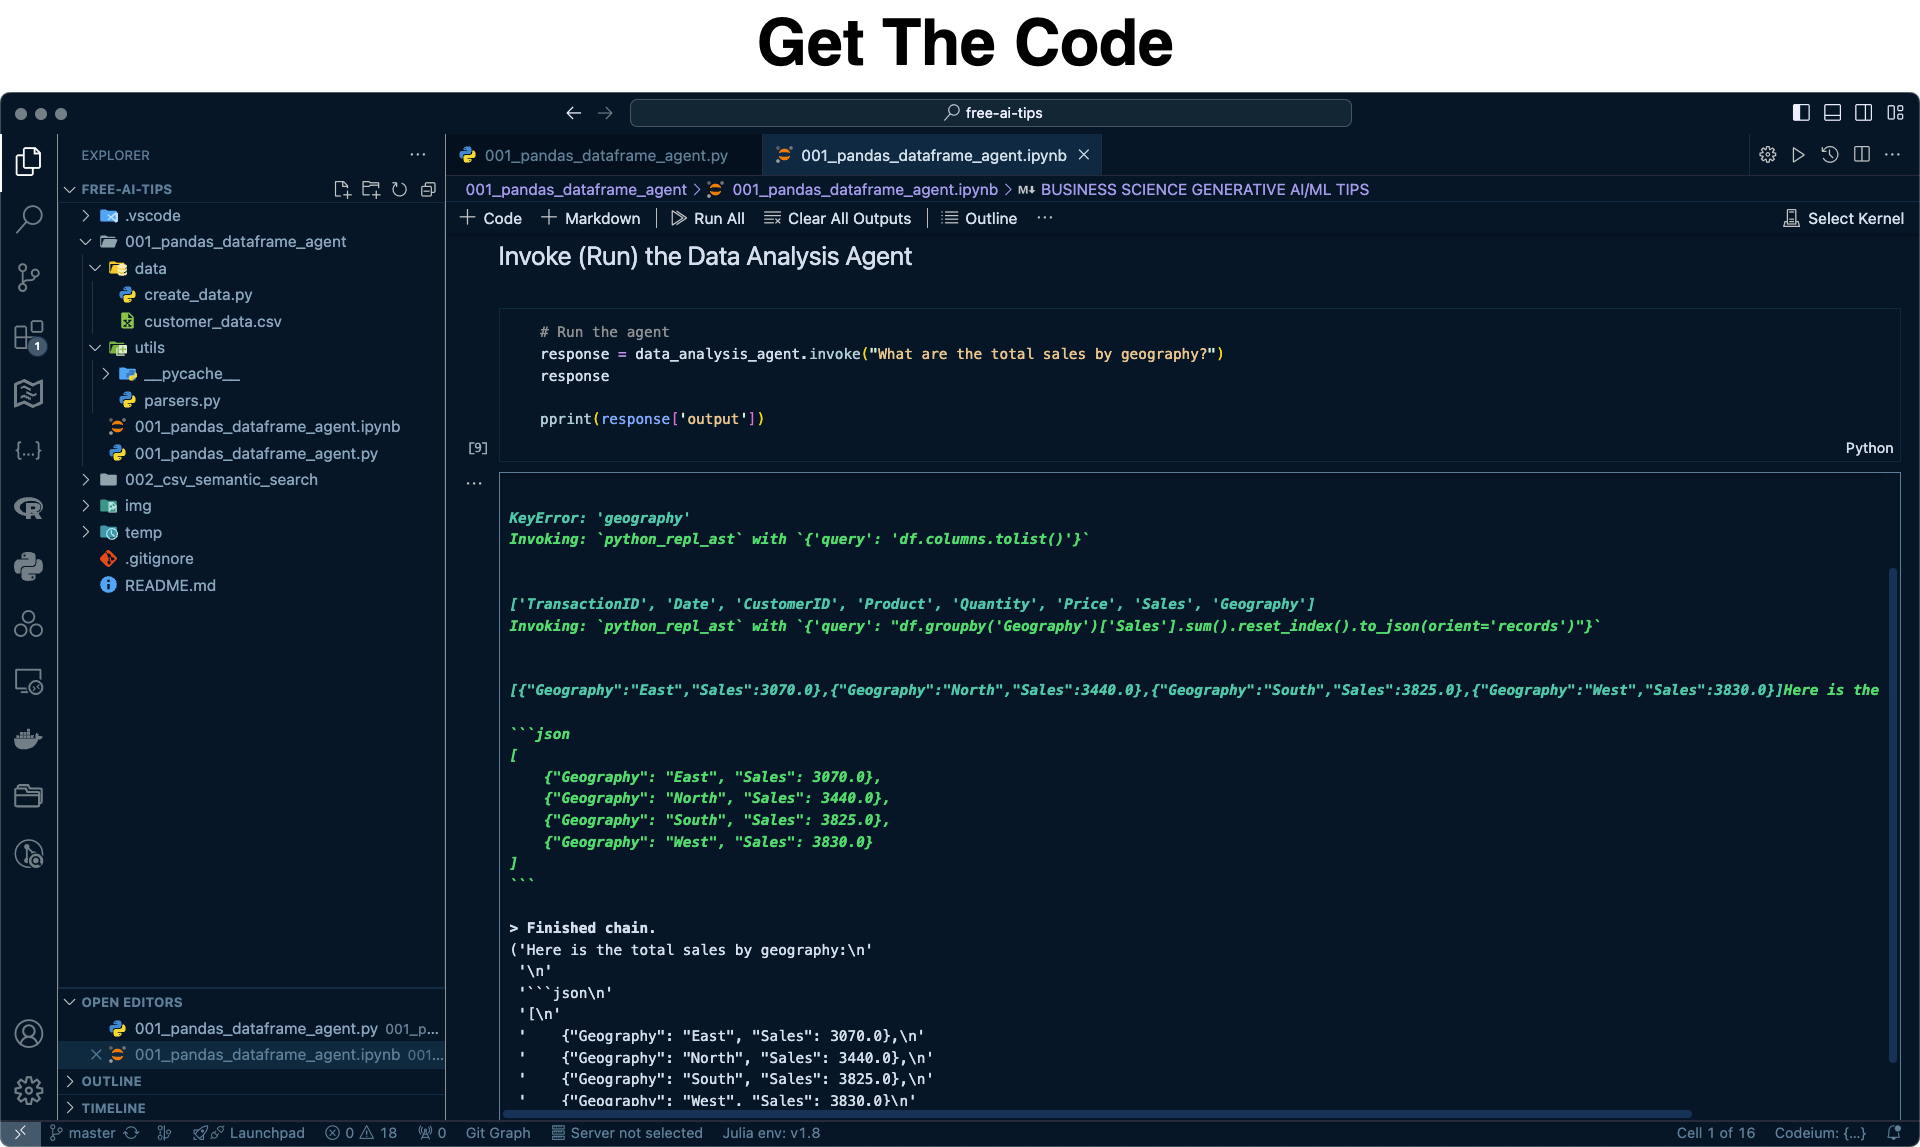 Get The Code
free-ai-tips
EXPLORER
001_pandas_dataframe_agent.py
001_pandas_dataframe_agent.ipynb
FREE-AI-TIPS
001_pandas_dataframe_agent > 001_pandas_dataframe_agent.ipynb > M↓ BUSINESS SCIENCE GENERATIVE AI/ML TIPS
+ Code + Markdown | Run All Clear All Outputs | Outline ... Select Kernel
.vscode
001_pandas_dataframe_agent
data
create_data.py
customer_data.csv
utils
__pycache__
parsers.py
001_pandas_dataframe_agent.ipynb
001_pandas_dataframe_agent.py
002_csv_semantic_search
img
temp
.gitignore
README.md
1
{...}
R
Invoke (Run) the Data Analysis Agent
# Run the agent
response = data_analysis_agent.invoke("What are the total sales by geography?")
response
pprint(response['output'])
[9]
Python
...
KeyError: 'geography'
Invoking: `python_repl_ast` with `{'query': 'df.columns.tolist()'}`
['TransactionID', 'Date', 'CustomerID', 'Product', 'Quantity', 'Price', 'Sales', 'Geography']
Invoking: `python_repl_ast` with `{'query': "df.groupby('Geography')['Sales'].sum().reset_index().to_json(orient='records')"}`
[{"Geography":"East","Sales":3070.0},{"Geography":"North","Sales":3440.0},{"Geography":"South","Sales":3825.0},{"Geography":"West","Sales":3830.0}]Here is the
```json
[
    {"Geography": "East", "Sales": 3070.0},
    {"Geography": "North", "Sales": 3440.0},
    {"Geography": "South", "Sales": 3825.0},
    {"Geography": "West", "Sales": 3830.0}
]
```
> Finished chain.
('Here is the total sales by geography:\n'
 '\n'
 '```json\n'
 '[\n'
 '    {"Geography": "East", "Sales": 3070.0},\n'
 '    {"Geography": "North", "Sales": 3440.0},\n'
 '    {"Geography": "South", "Sales": 3825.0},\n'
 '    {"Geography": "West", "Sales": 3830.0}\n'
OPEN EDITORS
001_pandas_dataframe_agent.py 001_p...
001_pandas_dataframe_agent.ipynb 001...
OUTLINE
TIMELINE
master Launchpad 0 18 0 Git Graph Server not selected Julia env: v1.8 Cell 1 of 16 Codeium: {...}